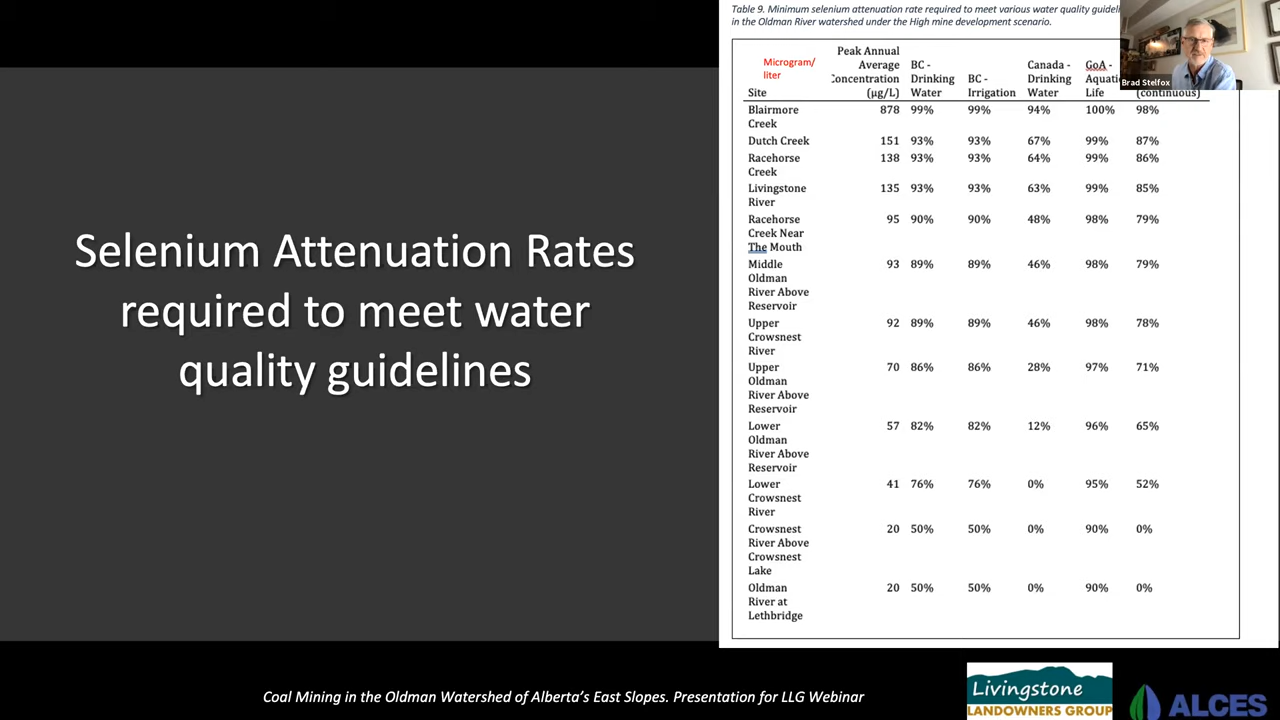 Table 9. Minimum selenium attenuation rate required to meet various water quality
in the Oldman River watershed under the High mine development scenario.
Brad Stelfox
Microgram/
liter
Peak Annual
Average BC - Canada - GoA -
Concentration Drinking BC - Drinking
Site (µg/L) Water Irrigation Water Life (continuous)
Blairmore 878 99% 99% 94% 100% 98%
Creek
Dutch Creek 151 93% 93% 67% 99% 87%
Racehorse 138 93% 93% 64% 99% 86%
Creek
Livingstone 135 93% 93% 63% 99% 85%
River
Racehorse 95 90% 90% 48% 98% 79%
Creek Near
The Mouth
Middle 93 89% 89% 46% 98% 79%
Oldman
River Above
Reservoir
Upper 92 89% 89% 46% 98% 78%
Crowsnest
River
Upper 70 86% 86% 28% 97% 71%
Oldman
River Above
Reservoir
Lower 57 82% 82% 12% 96% 65%
Oldman
River Above
Reservoir
Lower 41 76% 76% 0% 95% 52%
Crowsnest
River
Crowsnest 20 50% 50% 0% 90% 0%
River Above
Crowsnest
Lake
Oldman 20 50% 50% 0% 90% 0%
River at
Lethbridge
Selenium Attenuation Rates
required to meet water
quality guidelines
Coal Mining in the Oldman Watershed of Alberta's East Slopes. Presentation for LLG Webinar
Livingstone
LANDOWNERS GROUP
ALCES